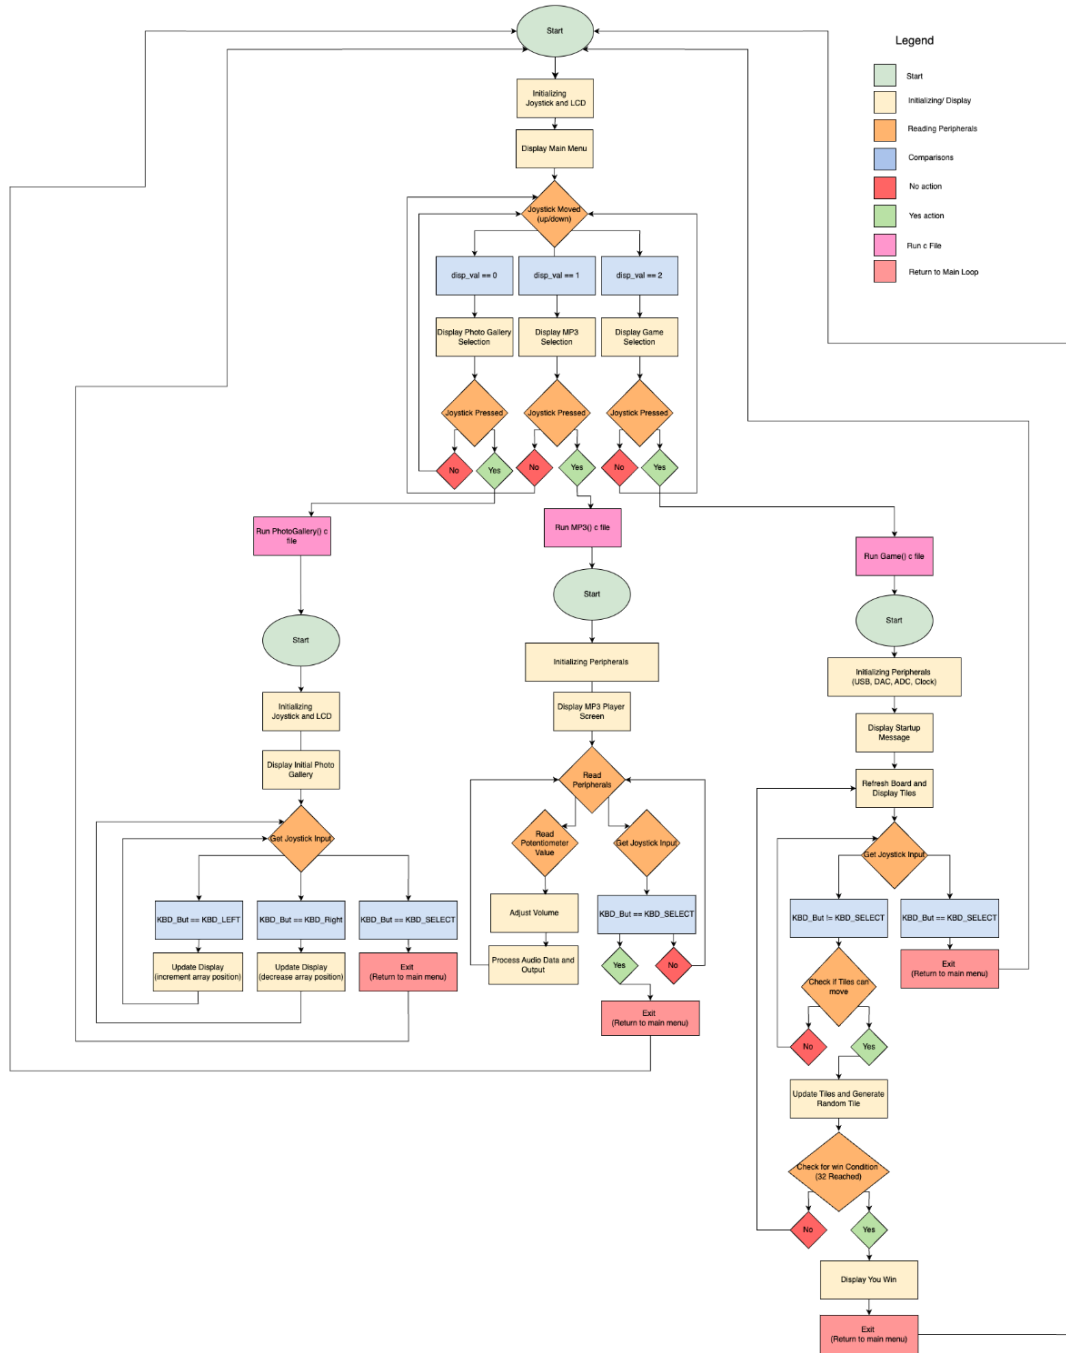 Start
Legend
Start
Initializing/ Display
Reading Peripherals
Comparisons
No action
Yes action
Run c File
Return to Main Loop
Initializing
Joystick and LCD
Display Main Menu
Joystick Moved
(up/down)
disp_val == 0
disp_val == 1
disp_val == 2
Display Photo Gallery
Selection
Display MP3
Selection
Display Game
Selection
Joystick Pressed
Joystick Pressed
Joystick Pressed
No
Yes
No
Yes
No
Yes
Run PhotoGallery() c
file
Run MP3() c file
Run Game() c file
Start
Initializing
Joystick and LCD
Display Initial Photo
Gallery
Get Joystick Input
KBD_But == KBD_LEFT
KBD_But == KBD_Right
KBD_But == KBD_SELECT
Update Display
(increment array position)
Update Display
(decrease array position)
Exit
(Return to main menu)
Start
Initializing Peripherals
Display MP3 Player
Screen
Read
Peripherals
Read
Potentiometer
Value
Get Joystick Input
Adjust Volume
KBD_But == KBD_SELECT
Process Audio Data and
Output
Yes
No
Exit
(Return to main menu)
Start
Initializing Peripherals
(USB, DAC, ADC, Clock)
Display Startup
Message
Refresh Board and
Display Tiles
Get Joystick Input
KBD_But != KBD_SELECT
KBD_But == KBD_SELECT
Exit
(Return to main menu)
Check if Tiles can
move
No
Yes
Update Tiles and Generate
Random Tile
Check for win Condition
(32 Reached)
No
Yes
Display You Win
Exit
(Return to main menu)